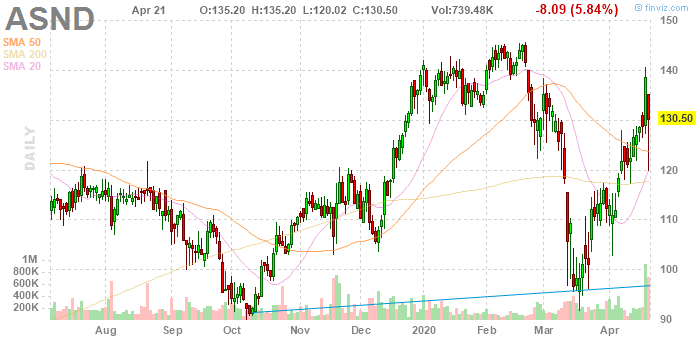 ASND Apr 21 O:135.20 H:135.20 L:120.02 C:130.50 Vol:739.48K -8.09 (5.84%)
© finviz.com
SMA 50
SMA 200
SMA 20
DAILY
150
140
130.50
120
110
100
90
1M
800K
600K
400K
200K
Aug Sep Oct Nov Dec 2020 Feb Mar Apr